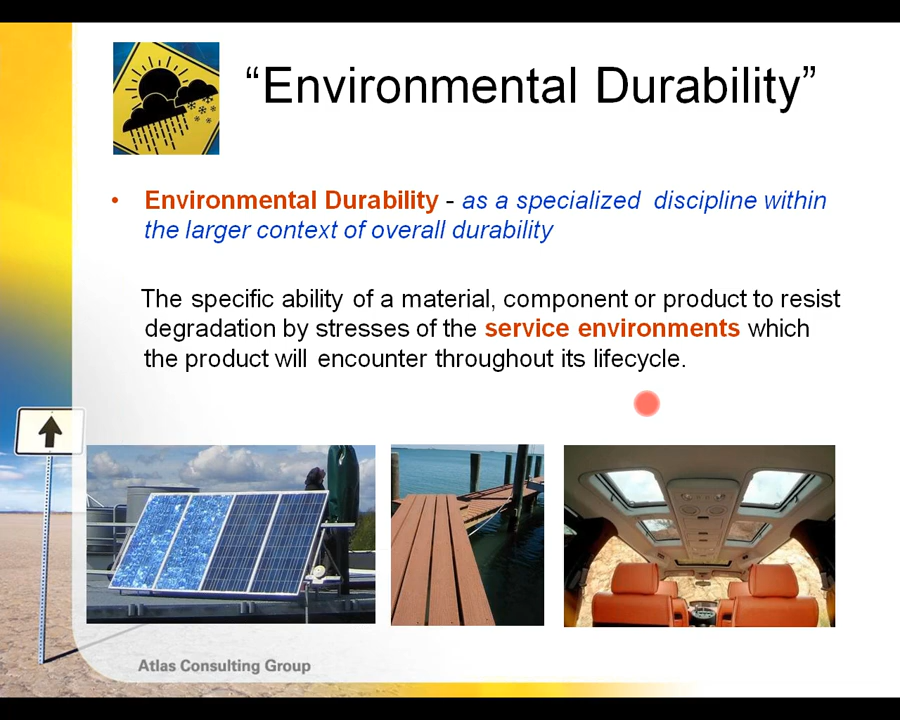 “Environmental Durability”
• Environmental Durability - as a specialized discipline within
the larger context of overall durability
The specific ability of a material, component or product to resist
degradation by stresses of the service environments which
the product will encounter throughout its lifecycle.
Atlas Consulting Group